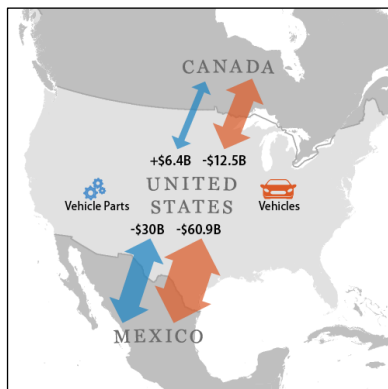 CANADA
+$6.4B -$12.5B
UNITED
STATES
Vehicle Parts
Vehicles
-$30B -$60.9B
MEXICO